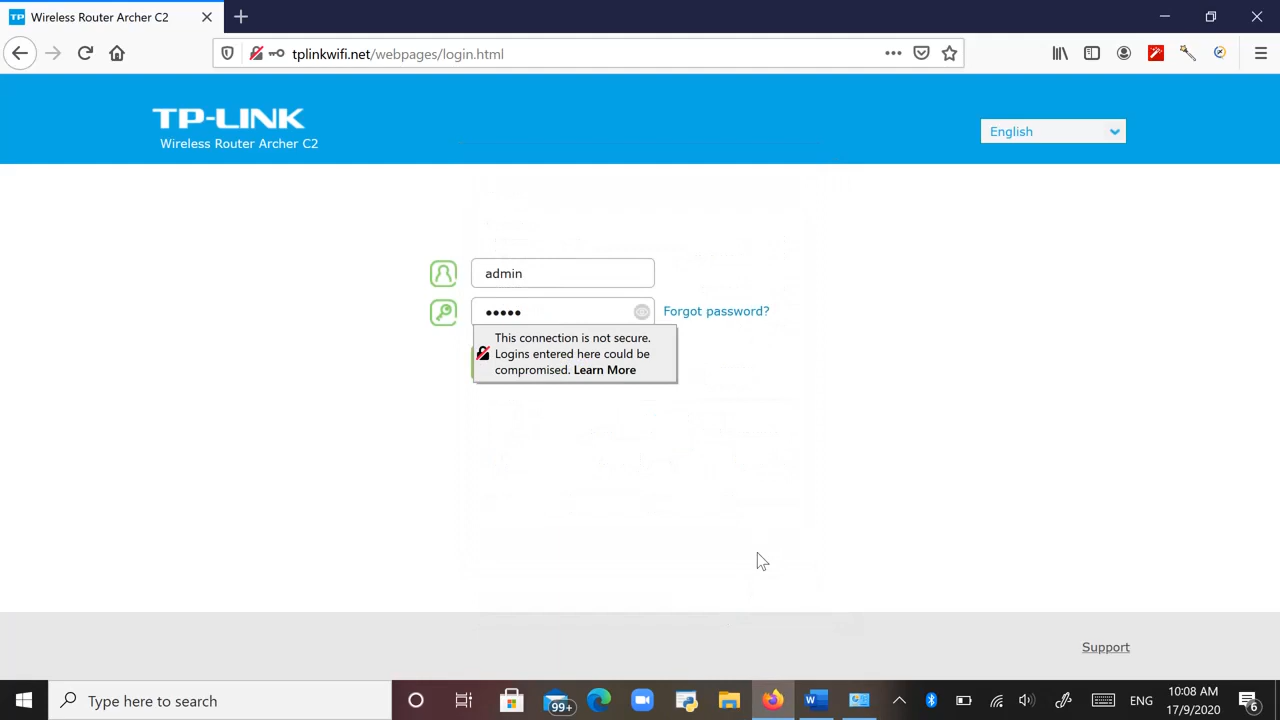 TP Wireless Router Archer C2
tplinkwifi.net/webpages/login.html
TP-LINK
Wireless Router Archer C2
English
admin
•••••
Forgot password?
This connection is not secure.
Logins entered here could be
compromised. Learn More
Support
Type here to search
99+
ENG
10:08 AM
17/9/2020
6